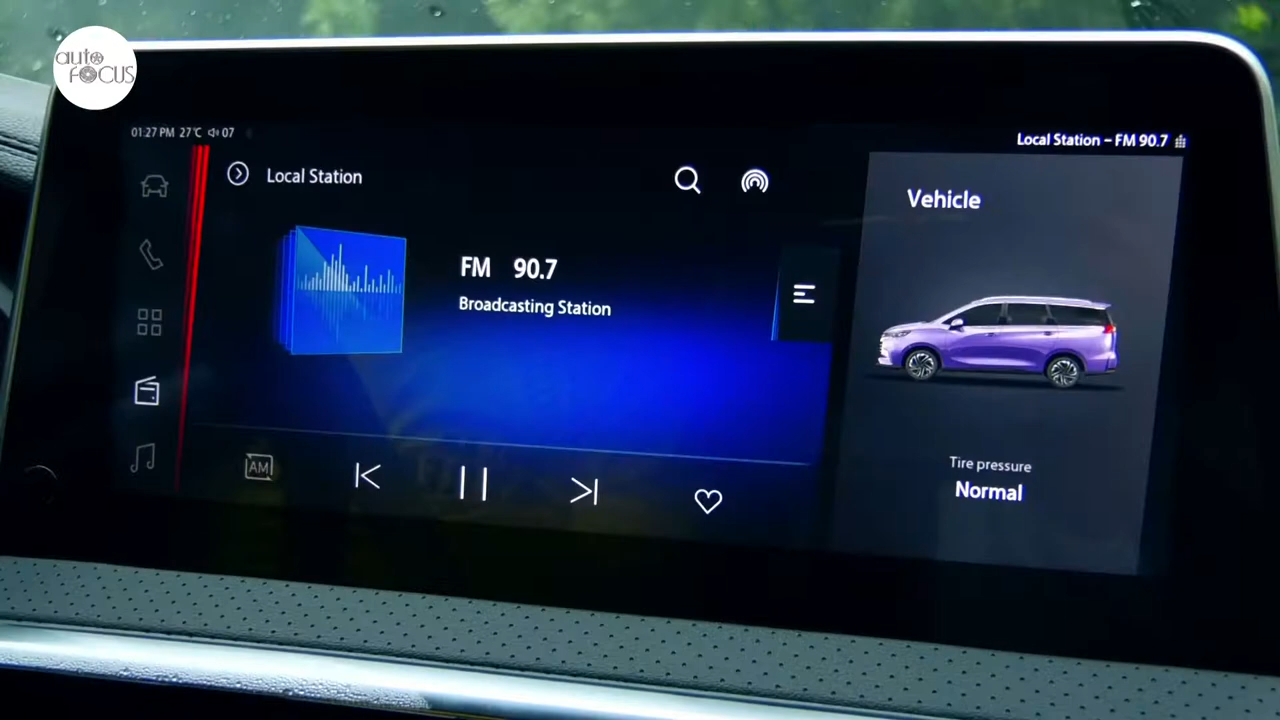 auto
FOCUS
01:27 PM 27℃ 07
Local Station – FM 90.7
Local Station
Vehicle
FM 90.7
Broadcasting Station
AM
Tire pressure
Normal